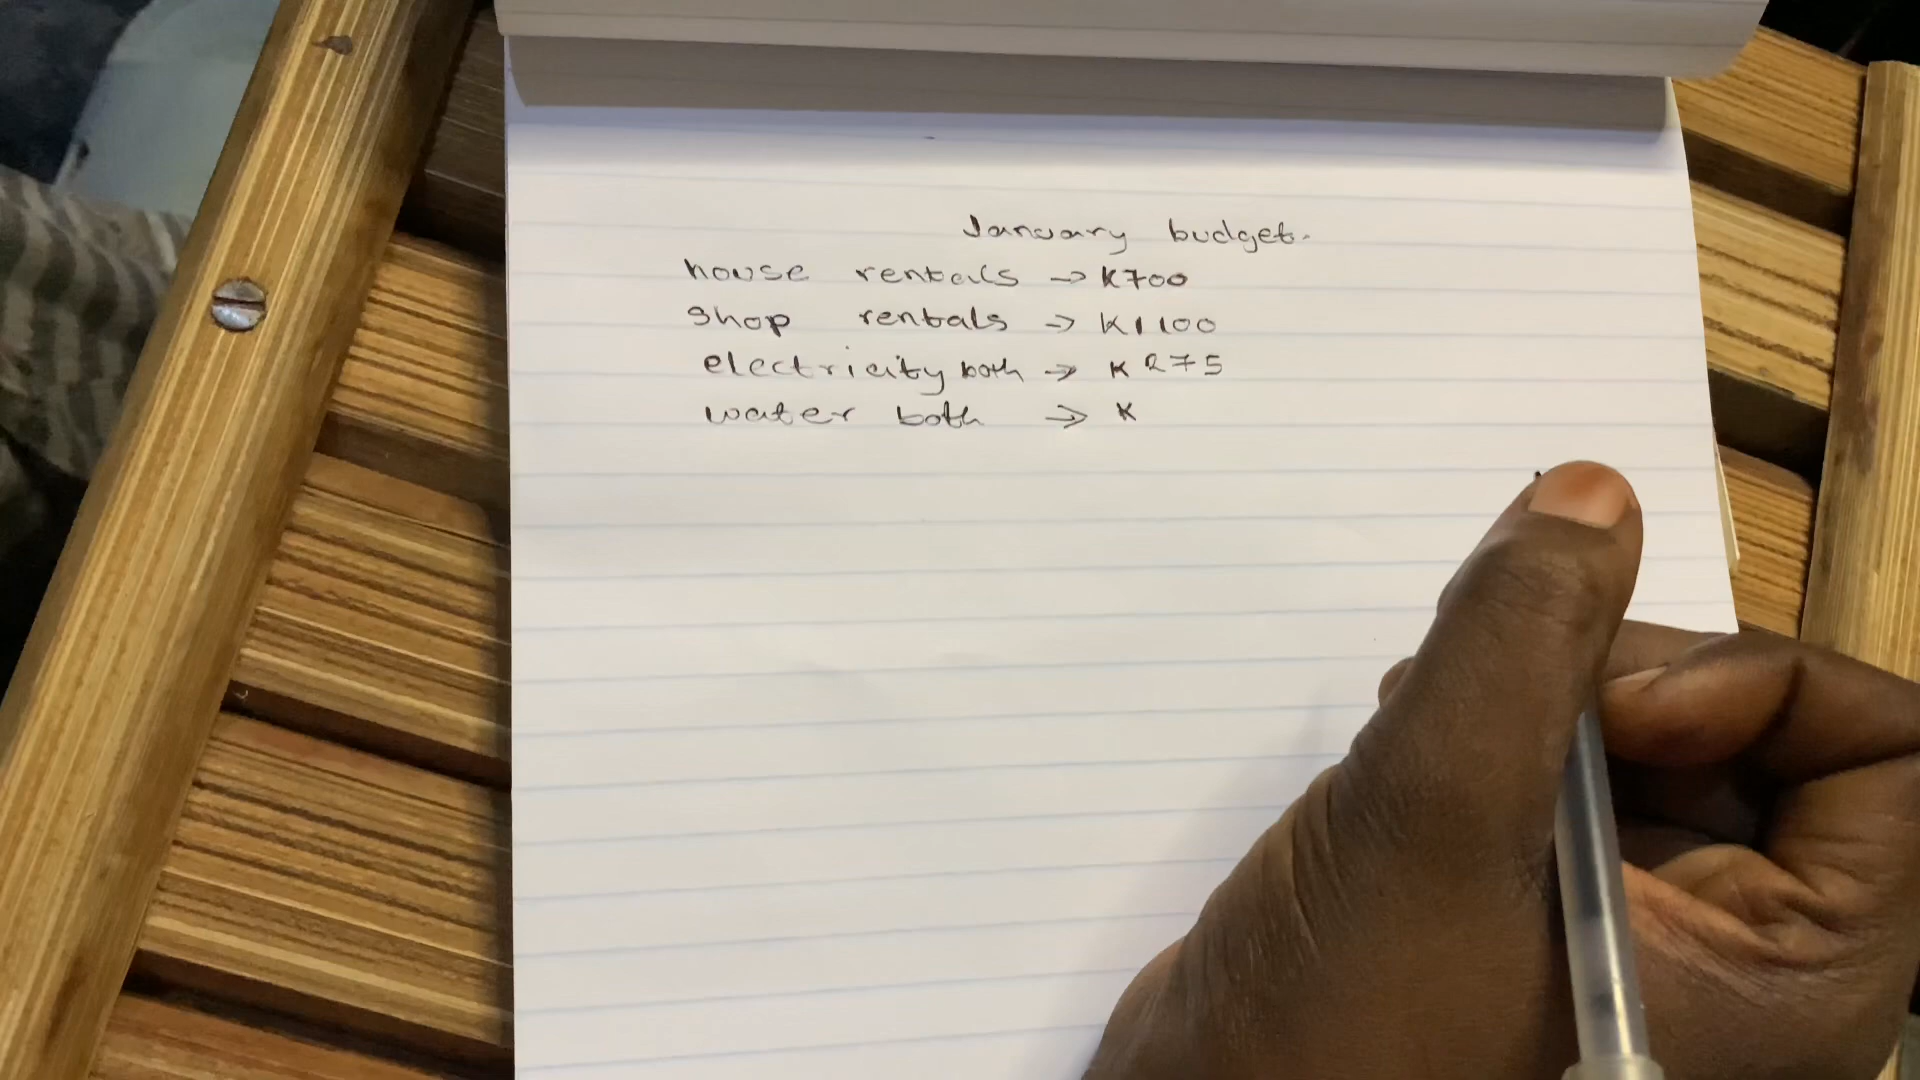 January budget.
house rentals → K700
shop rentals → K1100
electricity both → K275
water both → K